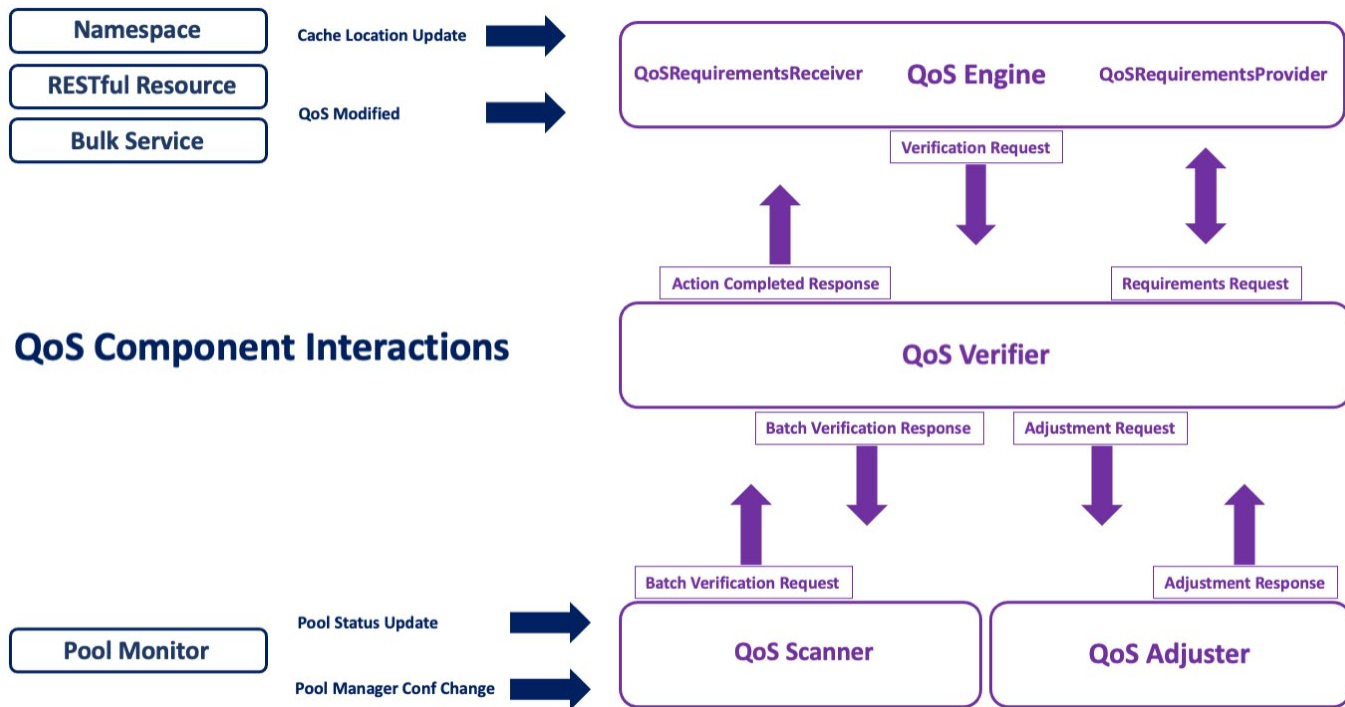 Namespace
Cache Location Update
RESTful Resource
QoS Modified
Bulk Service
QoSRequirementsReceiver
QoS Engine
QoSRequirementsProvider
Verification Request
Action Completed Response
Requirements Request
QoS Component Interactions
QoS Verifier
Batch Verification Response
Adjustment Request
Batch Verification Request
Adjustment Response
Pool Status Update
Pool Monitor
Pool Manager Conf Change
QoS Scanner
QoS Adjuster